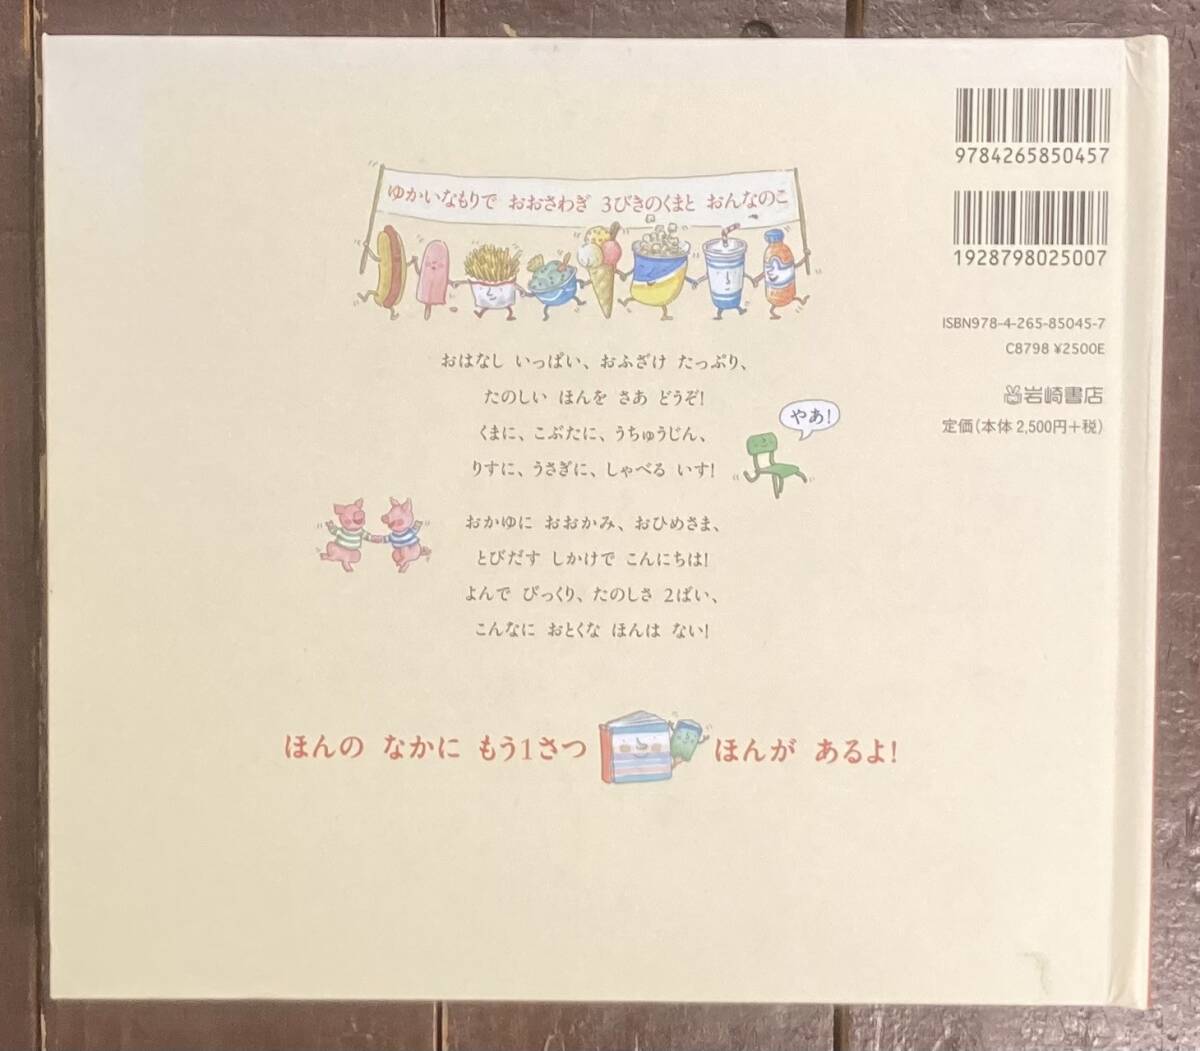 ゆかいなもりで おおさわぎ 3びきのくまと おんなのこ
9784265850457
1928798025007
ISBN978-4-265-85045-7
C8798 ¥2500E
岩崎書店
定価(本体2,500円+税)
おはなし いっぱい、おふざけ たっぷり、
たのしい ほんを さあ どうぞ!
くまに、こぶたに、うちゅうじん、
りすに、うさぎに、しゃべる いす!
やあ!
おかゆに おおかみ、おひめさま、
とびだす しかけで こんにちは!
よんで びっくり、たのしさ 2ばい、
こんなに おとくな ほんは ない!
ほんの なかに もう1さつ ほんが あるよ!